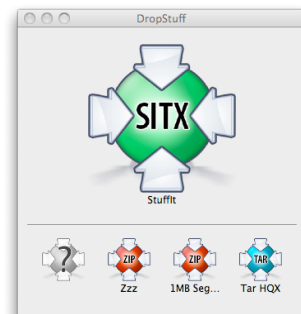 DropStuff
SITX
StuffIt
?
ZIP
ZIP
TAR
Zzz
1MB Seg...
Tar HQX